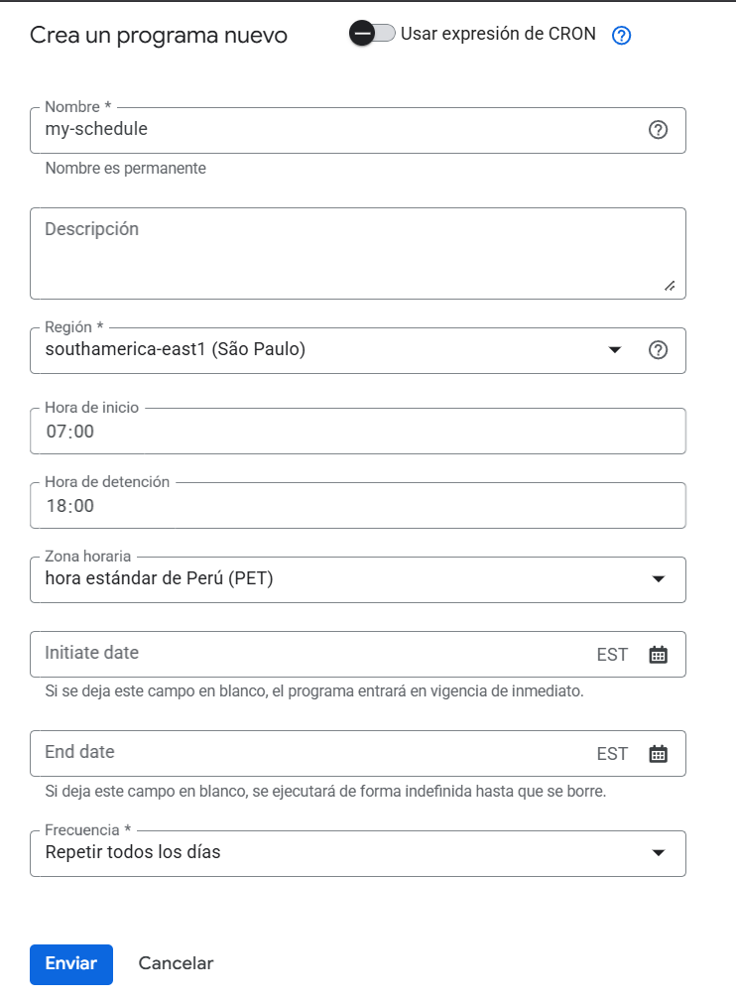 Crea un programa nuevo
Usar expresión de CRON
Nombre *
my-schedule
Nombre es permanente
Descripción
Región *
southamerica-east1 (São Paulo)
Hora de inicio
07:00
Hora de detención
18:00
Zona horaria
hora estándar de Perú (PET)
Initiate date EST
Si se deja este campo en blanco, el programa entrará en vigencia de inmediato.
End date EST
Si deja este campo en blanco, se ejecutará de forma indefinida hasta que se borre.
Frecuencia *
Repetir todos los días
Enviar Cancelar